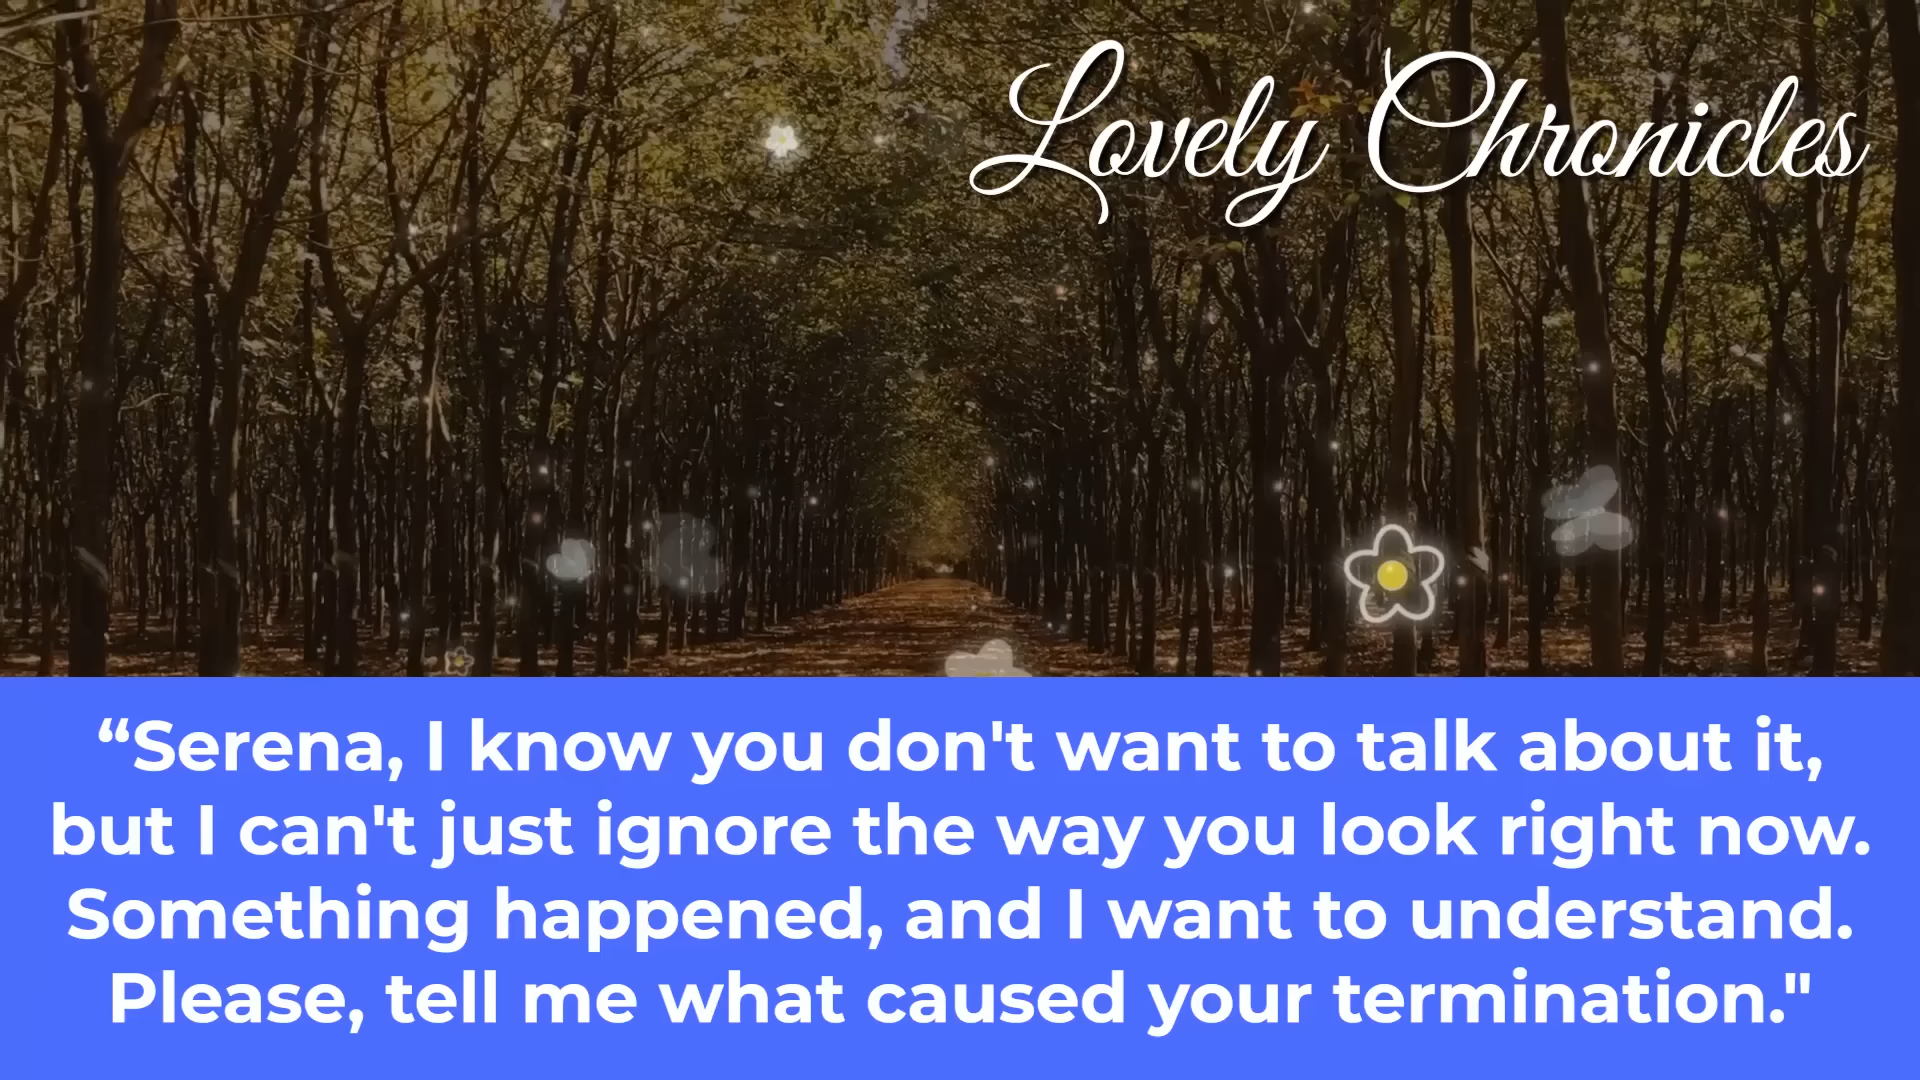 Lovely Chronicles
“Serena, I know you don't want to talk about it,
but I can't just ignore the way you look right now.
Something happened, and I want to understand.
Please, tell me what caused your termination."